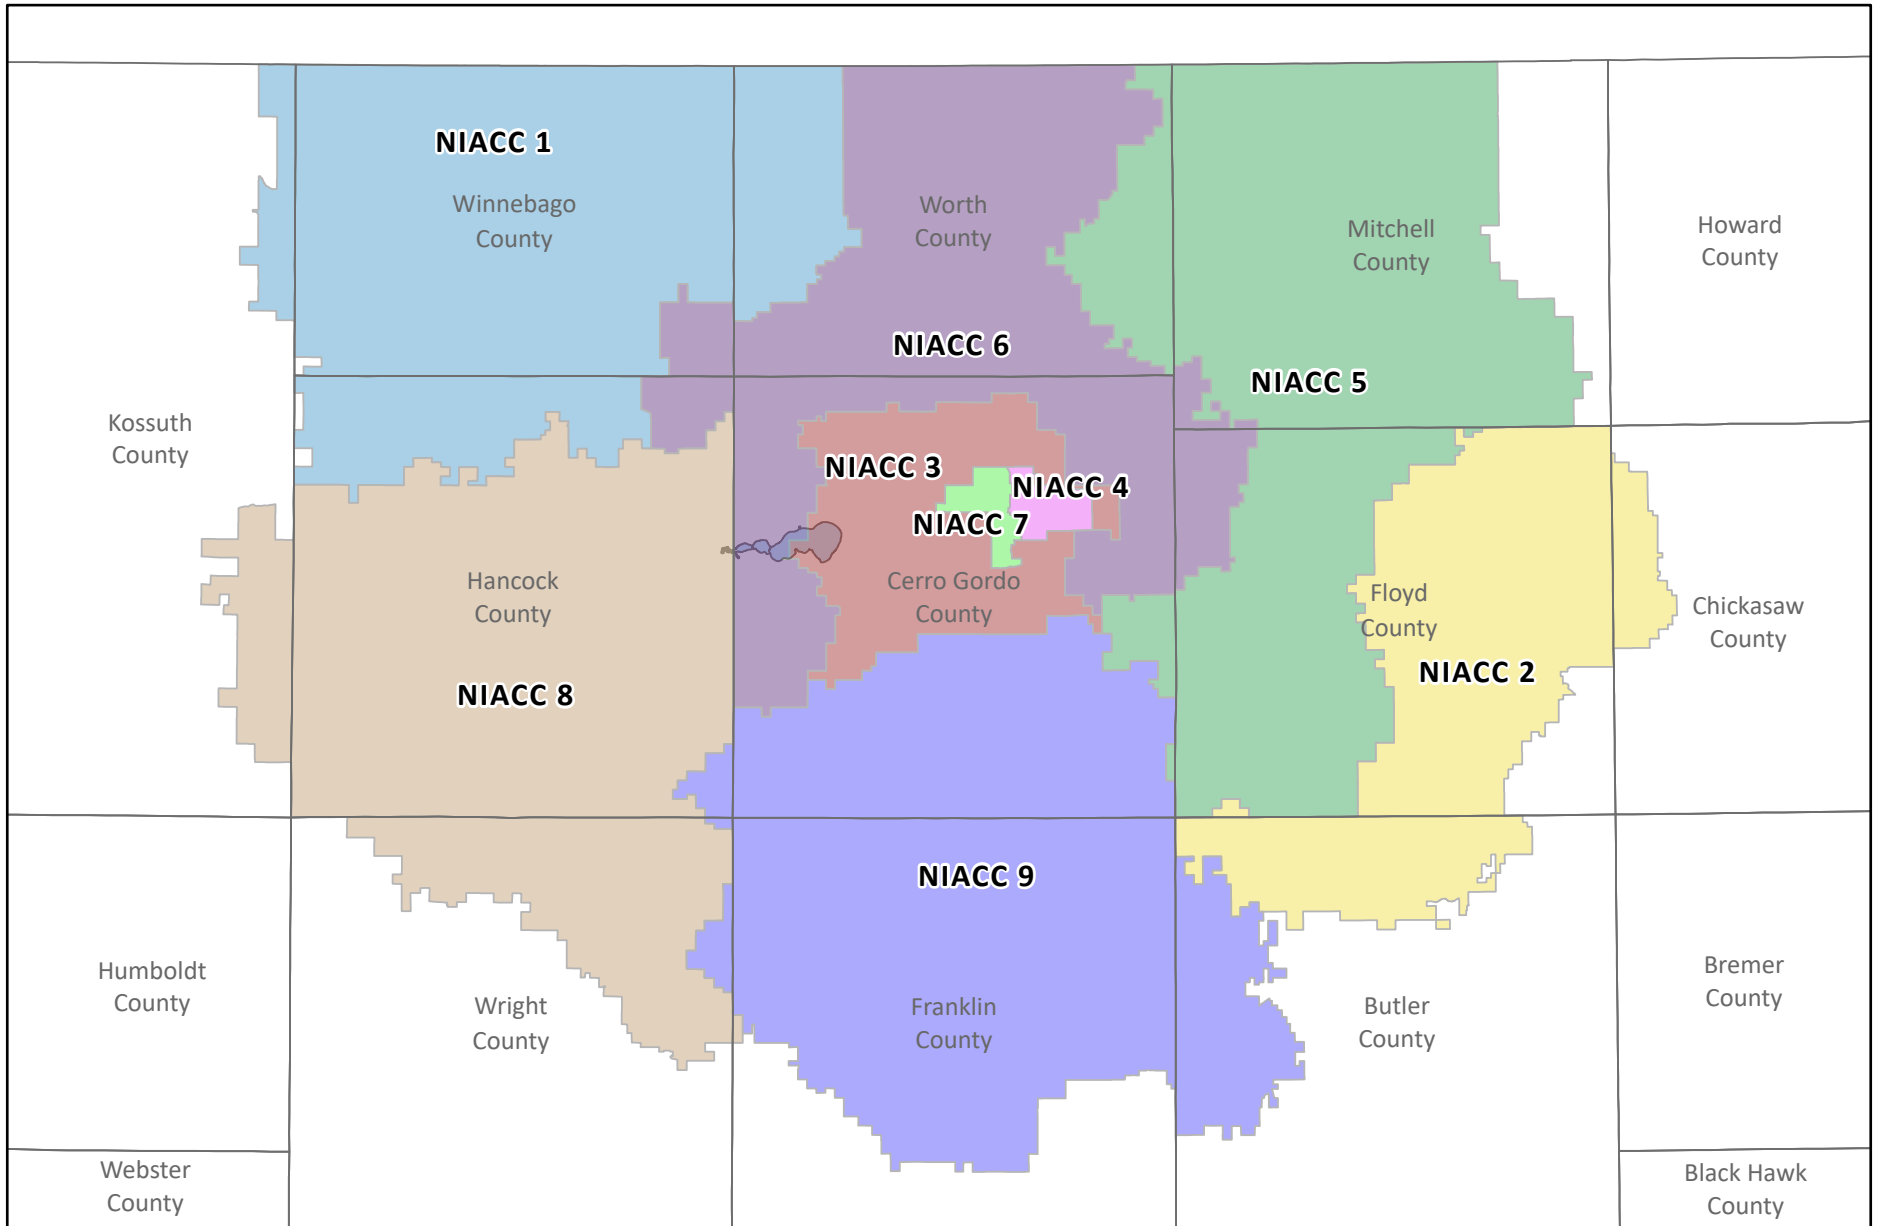 NIACC 1
Winnebago
County
Worth
County
Mitchell
County
Howard
County
NIACC 6
NIACC 5
Kossuth
County
NIACC 3
NIACC 4
NIACC 7
Hancock
County
Cerro Gordo
County
Floyd
County
Chickasaw
County
NIACC 8
NIACC 2
NIACC 9
Humboldt
County
Wright
County
Franklin
County
Butler
County
Bremer
County
Webster
County
Black Hawk
County